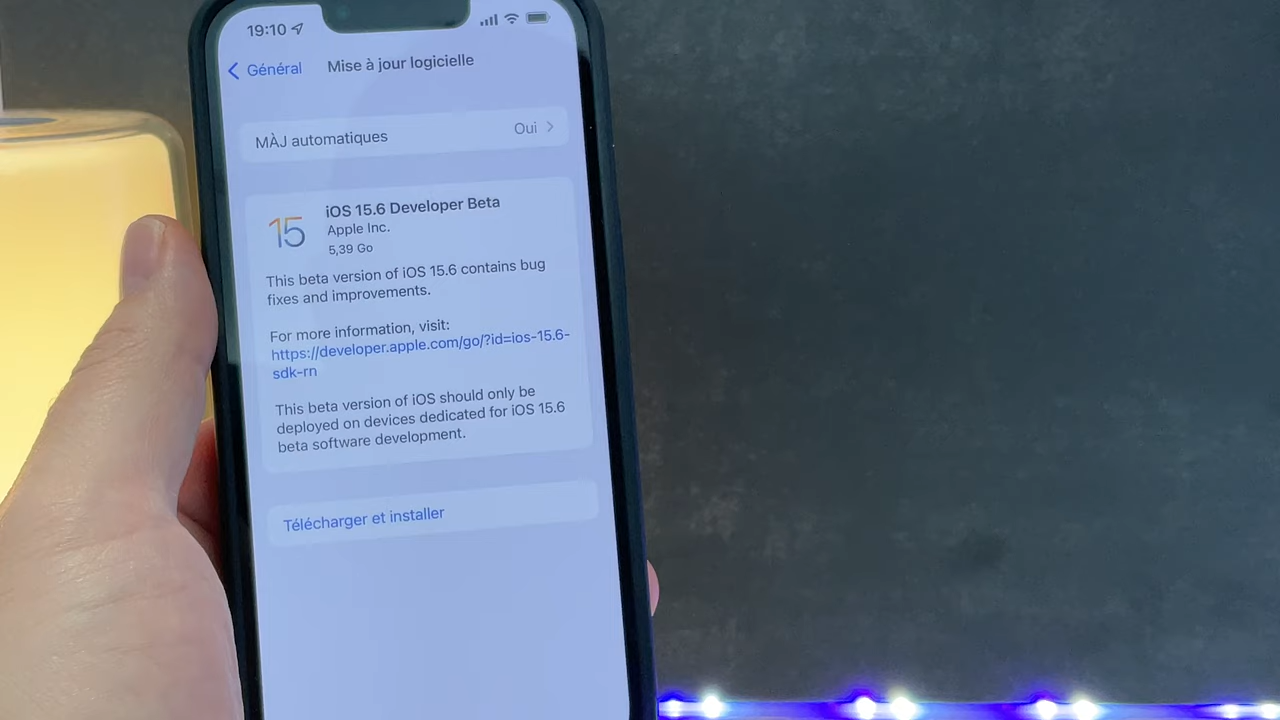 19:10
Général
Mise à jour logicielle
MÀJ automatiques
Oui
15
iOS 15.6 Developer Beta
Apple Inc.
5,39 Go
This beta version of iOS 15.6 contains bug
fixes and improvements.
For more information, visit:
https://developer.apple.com/go/?id=ios-15.6-
sdk-rn
This beta version of iOS should only be
deployed on devices dedicated for iOS 15.6
beta software development.
Télécharger et installer